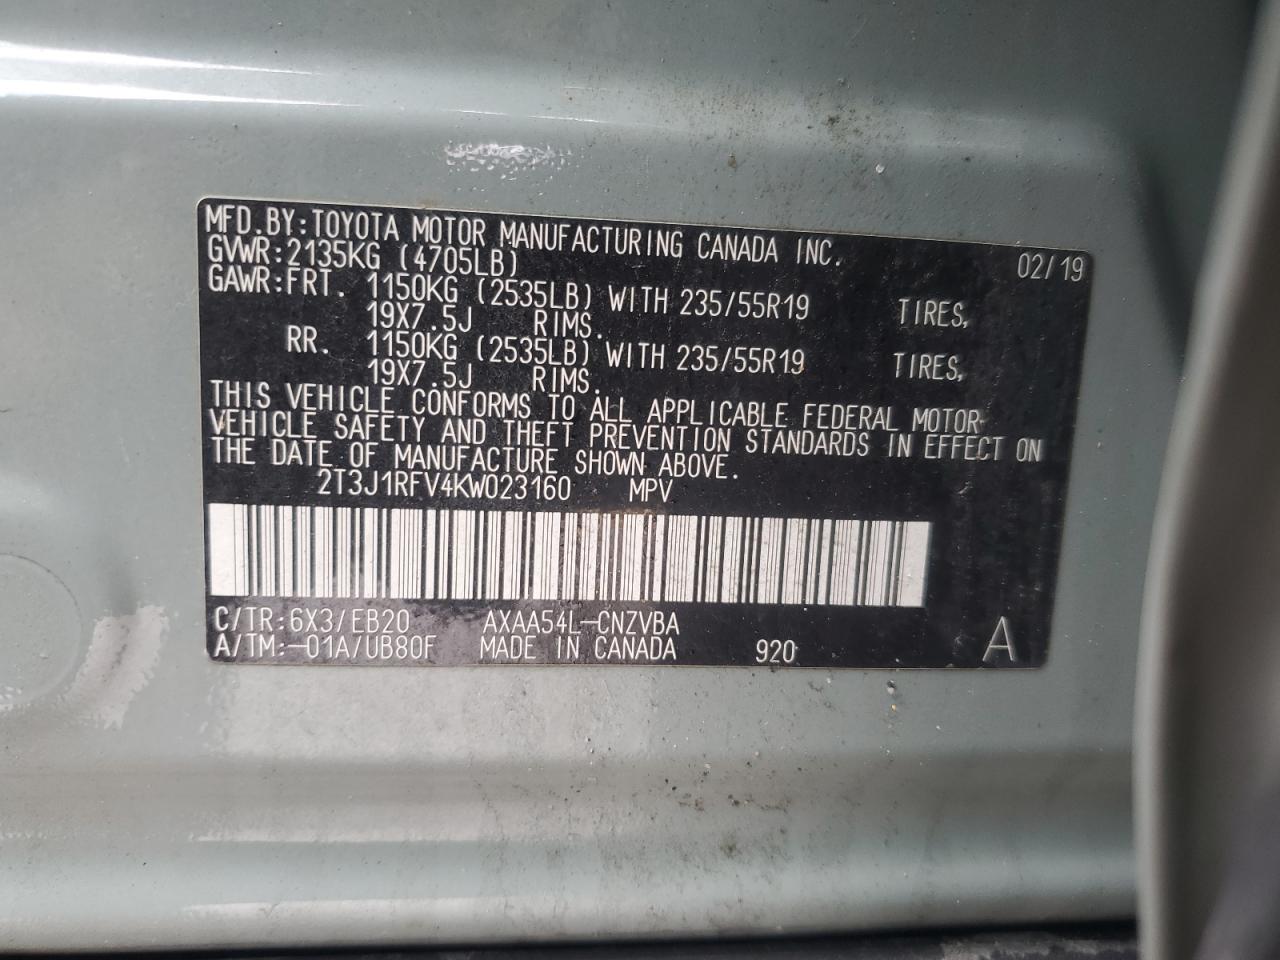 MFD.BY:TOYOTA MOTOR MANUFACTURING CANADA INC.
GVWR:2135KG (4705LB) 02/19
GAWR:FRT. 1150KG (2535LB) WITH 235/55R19 TIRES,
19X7.5J RIMS.
RR. 1150KG (2535LB) WITH 235/55R19 TIRES,
19X7.5J RIMS.
THIS VEHICLE CONFORMS TO ALL APPLICABLE FEDERAL MOTOR-
VEHICLE SAFETY AND THEFT PREVENTION STANDARDS IN EFFECT ON
THE DATE OF MANUFACTURE SHOWN ABOVE.
2T3J1RFV4KW023160 MPV
C/TR:6X3/EB20 AXAA54L-CNZVBA
A/TM:-01A/UB80F MADE IN CANADA 920 A